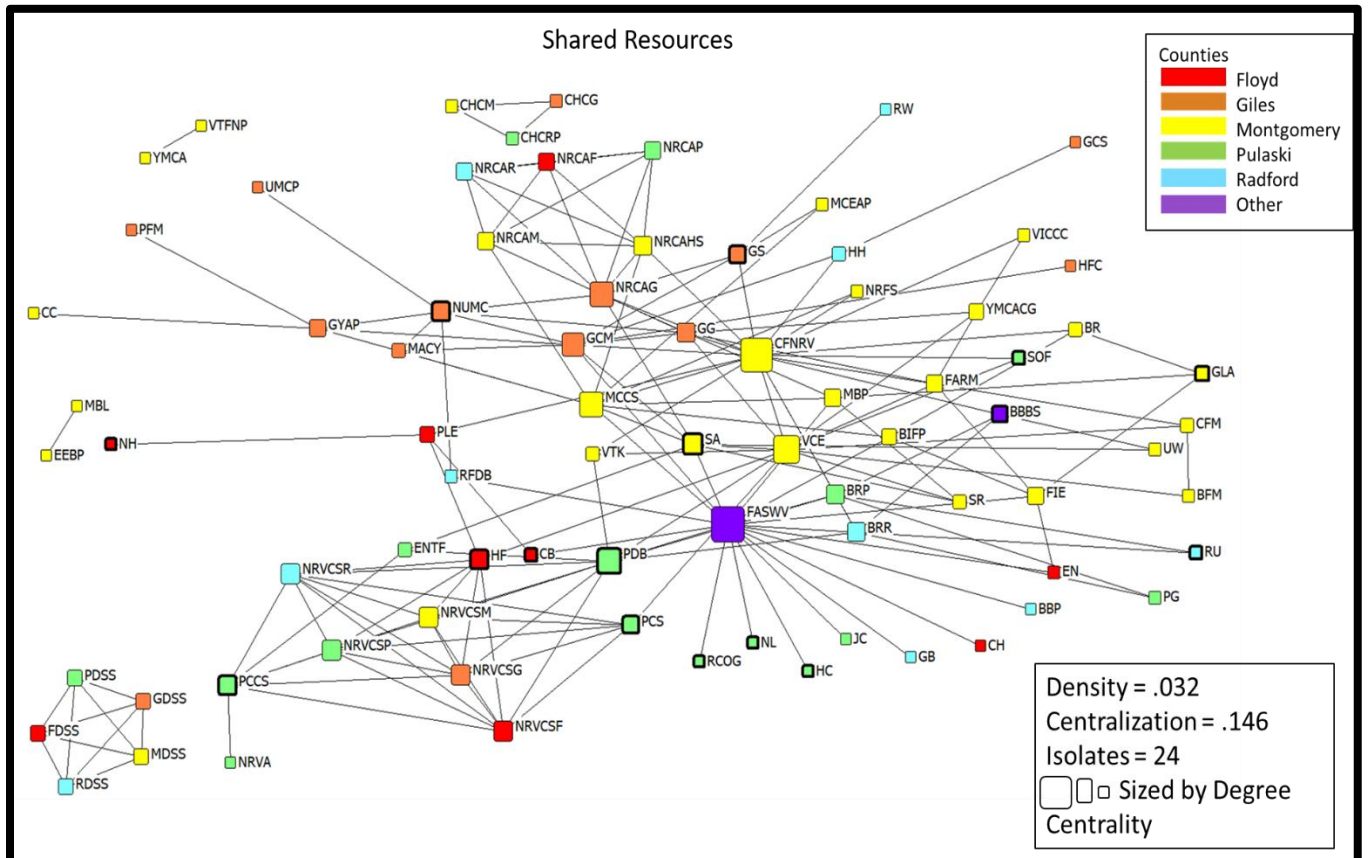 Shared Resources
Counties
Floyd
Giles
Montgomery
Pulaski
Radford
Other
CHCM
CHCG
RW
VTFNP
CHCRP
GCS
YMCA
NRCAF
NRCAP
NRCAR
UMCP
MCEAP
PFM
NRCAM
NRCAHS
GS
HH
VICCC
HFC
NRCAG
NRFS
CC
NUMC
YMCACG
GYAP
GG
BR
MACY
GCM
CFNRV
SOF
GLA
FARM
MBL
MCCS
MBP
BBBS
NH
PLE
SA
VCE
BIFP
CFM
EEBP
VTK
UW
RFDB
BRP
SR
FIE
BFM
FASWV
BRR
ENTF
HF
CB
PDB
RU
NRVCSR
EN
PG
NRVCSM
PCS
BBP
NRVCSP
NL
JC
CH
RCOG
GB
HC
NRVCSG
PDSS
PCCS
GDSS
NRVCSF
FDSS
MDSS
NRVA
RDSS
Density = .032
Centralization = .146
Isolates = 24
Sized by Degree
Centrality